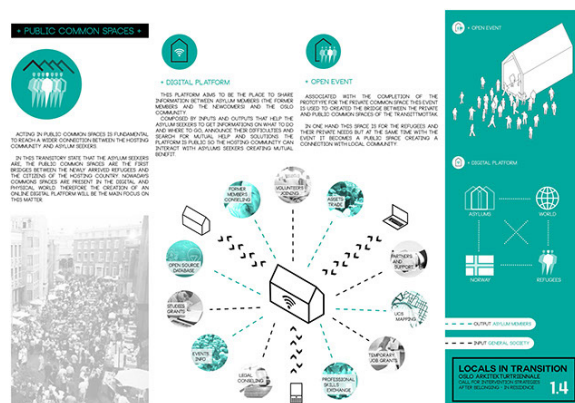 + PUBLIC COMMON SPACES +
ACTING IN PUBLIC COMMON SPACES IS FUNDAMENTAL
TO REACH A WIDER CONNECTION BETWEEN THE HOSTING
COMMUNITY AND ASYLUM SEEKERS.
IN THIS TRANSITORY STATE THAT THE ASYLUM SEEKERS
ARE, THE PUBLIC COMMON SPACES ARE THE FIRST
BRIDGES BETWEEN THE NEWLY ARRIVED REFUGEES AND
THE CITIZENS OF THE HOSTING COUNTRY. NOWADAYS
COMMONS SPACES ARE PRESENT IN THE DIGITAL AND
PHYSICAL WORLD. THEREFORE THE CREATION OF AN
ONLINE DIGITAL PLATFORM WILL BE THE MAIN FOCUS ON
THIS MATTER.
+ DIGITAL PLATFORM
THIS PLATFORM AIMS TO BE THE PLACE TO SHARE
INFORMATION BETWEEN ASYLUM MEMBERS (THE FORMER
MEMBERS AND THE NEWCOMERS) AND THE OSLO
COMMUNITY.
COMPOSED BY INPUTS AND OUTPUTS THAT HELP THE
ASYLUM SEEKERS TO GET INFORMATIONS ON WHAT TO DO
AND WHERE TO GO, ANNOUNCE THEIR DIFFICULTIES AND
SEARCH FOR MUTUAL HELP AND SOLUTIONS. THE
PLATFORM IS PUBLIC SO THE HOSTING COMMUNITY CAN
INTERACT WITH ASYLUM SEEKERS CREATING MUTUAL
BENEFIT.
+ OPEN EVENT
ASSOCIATED WITH THE COMPLETION OF THE
PROTOTYPE FOR THE PRIVATE COMMON SPACE THIS EVENT
IS USED TO CREATED THE BRIDGE BETWEEN THE PRIVATE
AND PUBLIC COMMON SPACES OF THE TRANSITTMOTTAK.
IN ONE HAND THIS SPACE IS FOR THE REFUGEES AND
THEIR PRIVATE NEEDS BUT AT THE SAME TIME WITH THE
EVENT IT BECOMES A PUBLIC SPACE CREATING A
CONNECTION WITH LOCAL COMMUNITY.
FORMER
MEMBERS
CONSELING
VOLUNTEERS
JOINING
ASSETS
TRADE
OPEN SOURCE
DATABASE
PARTNERS
AND
SUPPORT
STUDIES
GRANTS
UCS
MAPPING
EVENTS
INFO
TEMPORARY
JOB GRANTS
LEGAL
CONSELING
PROFESSIONAL
SKILLS
EXCHANGE
+ OPEN EVENT
+ DIGITAL PLATFORM
ASYLUMS
WORLD
NORWAY
REFUGEES
OUTPUT ASYLUM MEMBERS
INPUT GENERAL SOCIETY
LOCALS IN TRANSITION
OSLO ARKITEKTURTRIENNALE
CALL FOR INTERVENTION STRATEGIES
AFTER BELONGING - IN RESIDENCE
1.4